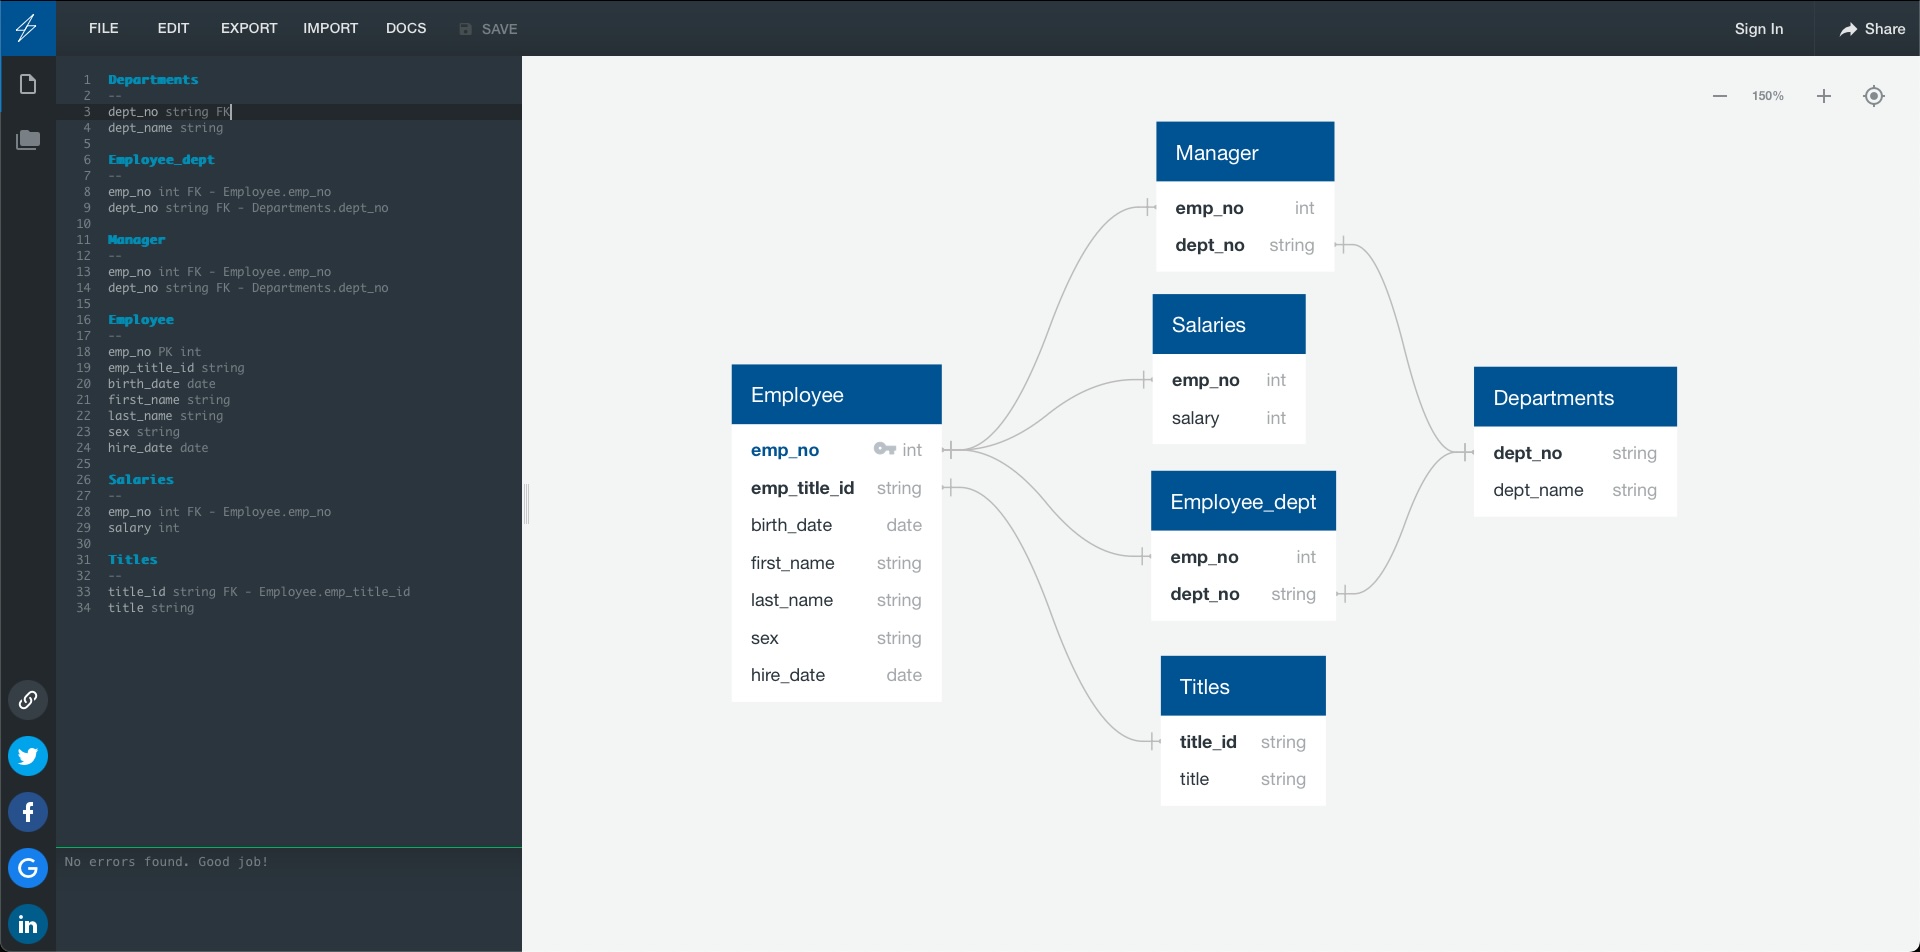 FILE EDIT EXPORT IMPORT DOCS SAVE Sign In Share
1 Departments
2 --
3 dept_no string FK
4 dept_name string
5
6 Employee_dept
7 --
8 emp_no int FK - Employee.emp_no
9 dept_no string FK - Departments.dept_no
10
11 Manager
12 --
13 emp_no int FK - Employee.emp_no
14 dept_no string FK - Departments.dept_no
15
16 Employee
17 --
18 emp_no PK int
19 emp_title_id string
20 birth_date date
21 first_name string
22 last_name string
23 sex string
24 hire_date date
25
26 Salaries
27 --
28 emp_no int FK - Employee.emp_no
29 salary int
30
31 Titles
32 --
33 title_id string FK - Employee.emp_title_id
34 title string
No errors found. Good job!
150%
Employee
emp_no int
emp_title_id string
birth_date date
first_name string
last_name string
sex string
hire_date date
Manager
emp_no int
dept_no string
Salaries
emp_no int
salary int
Employee_dept
emp_no int
dept_no string
Titles
title_id string
title string
Departments
dept_no string
dept_name string